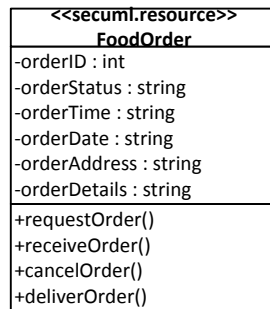 <<secuml.resource>>
FoodOrder
-orderID : int
-orderStatus : string
-orderTime : string
-orderDate : string
-orderAddress : string
-orderDetails : string
+requestOrder()
+receiveOrder()
+cancelOrder()
+deliverOrder()